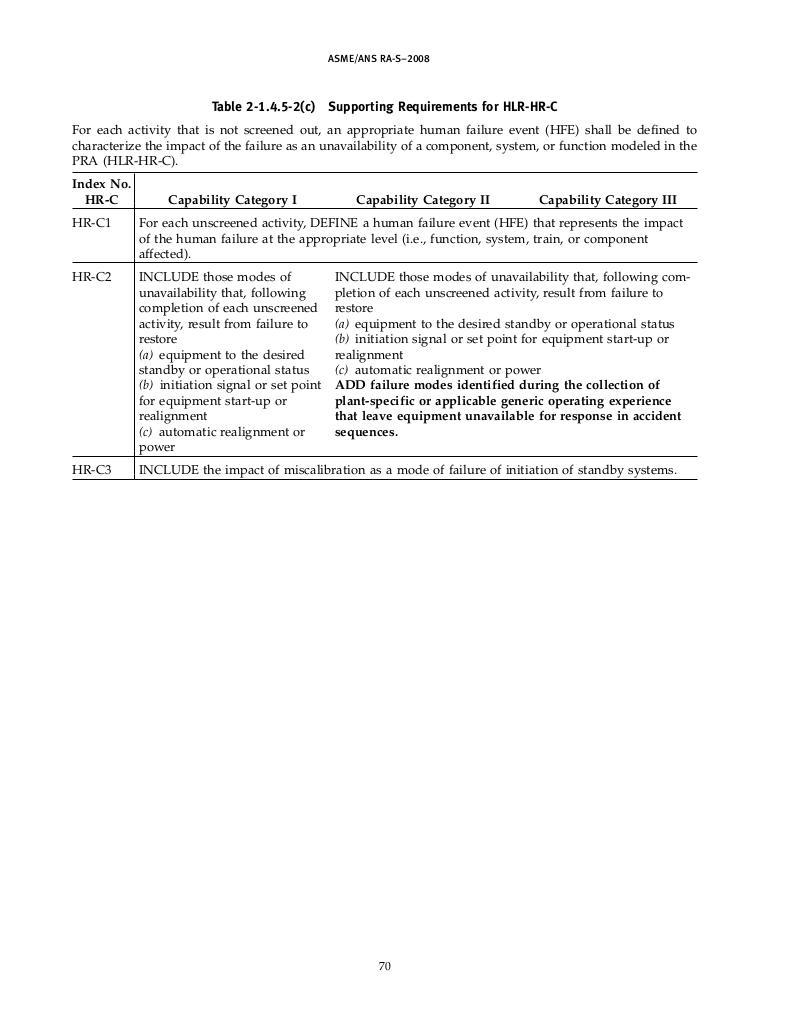 ASME/ANS RA-S–2008
Table 2-1.4.5-2(c) Supporting Requirements for HLR-HR-C
For each activity that is not screened out, an appropriate human failure event (HFE) shall be defined to
characterize the impact of the failure as an unavailability of a component, system, or function modeled in the
PRA (HLR-HR-C).
Index No.
HR-C
Capability Category I
Capability Category II
Capability Category III
HR-C1
For each unscreened activity, DEFINE a human failure event (HFE) that represents the impact
of the human failure at the appropriate level (i.e., function, system, train, or component
affected).
HR-C2
INCLUDE those modes of
unavailability that, following
completion of each unscreened
activity, result from failure to
restore
(a) equipment to the desired
standby or operational status
(b) initiation signal or set point
for equipment start-up or
realignment
(c) automatic realignment or
power
INCLUDE those modes of unavailability that, following com-
pletion of each unscreened activity, result from failure to
restore
(a) equipment to the desired standby or operational status
(b) initiation signal or set point for equipment start-up or
realignment
(c) automatic realignment or power
ADD failure modes identified during the collection of
plant-specific or applicable generic operating experience
that leave equipment unavailable for response in accident
sequences.
HR-C3
INCLUDE the impact of miscalibration as a mode of failure of initiation of standby systems.
70